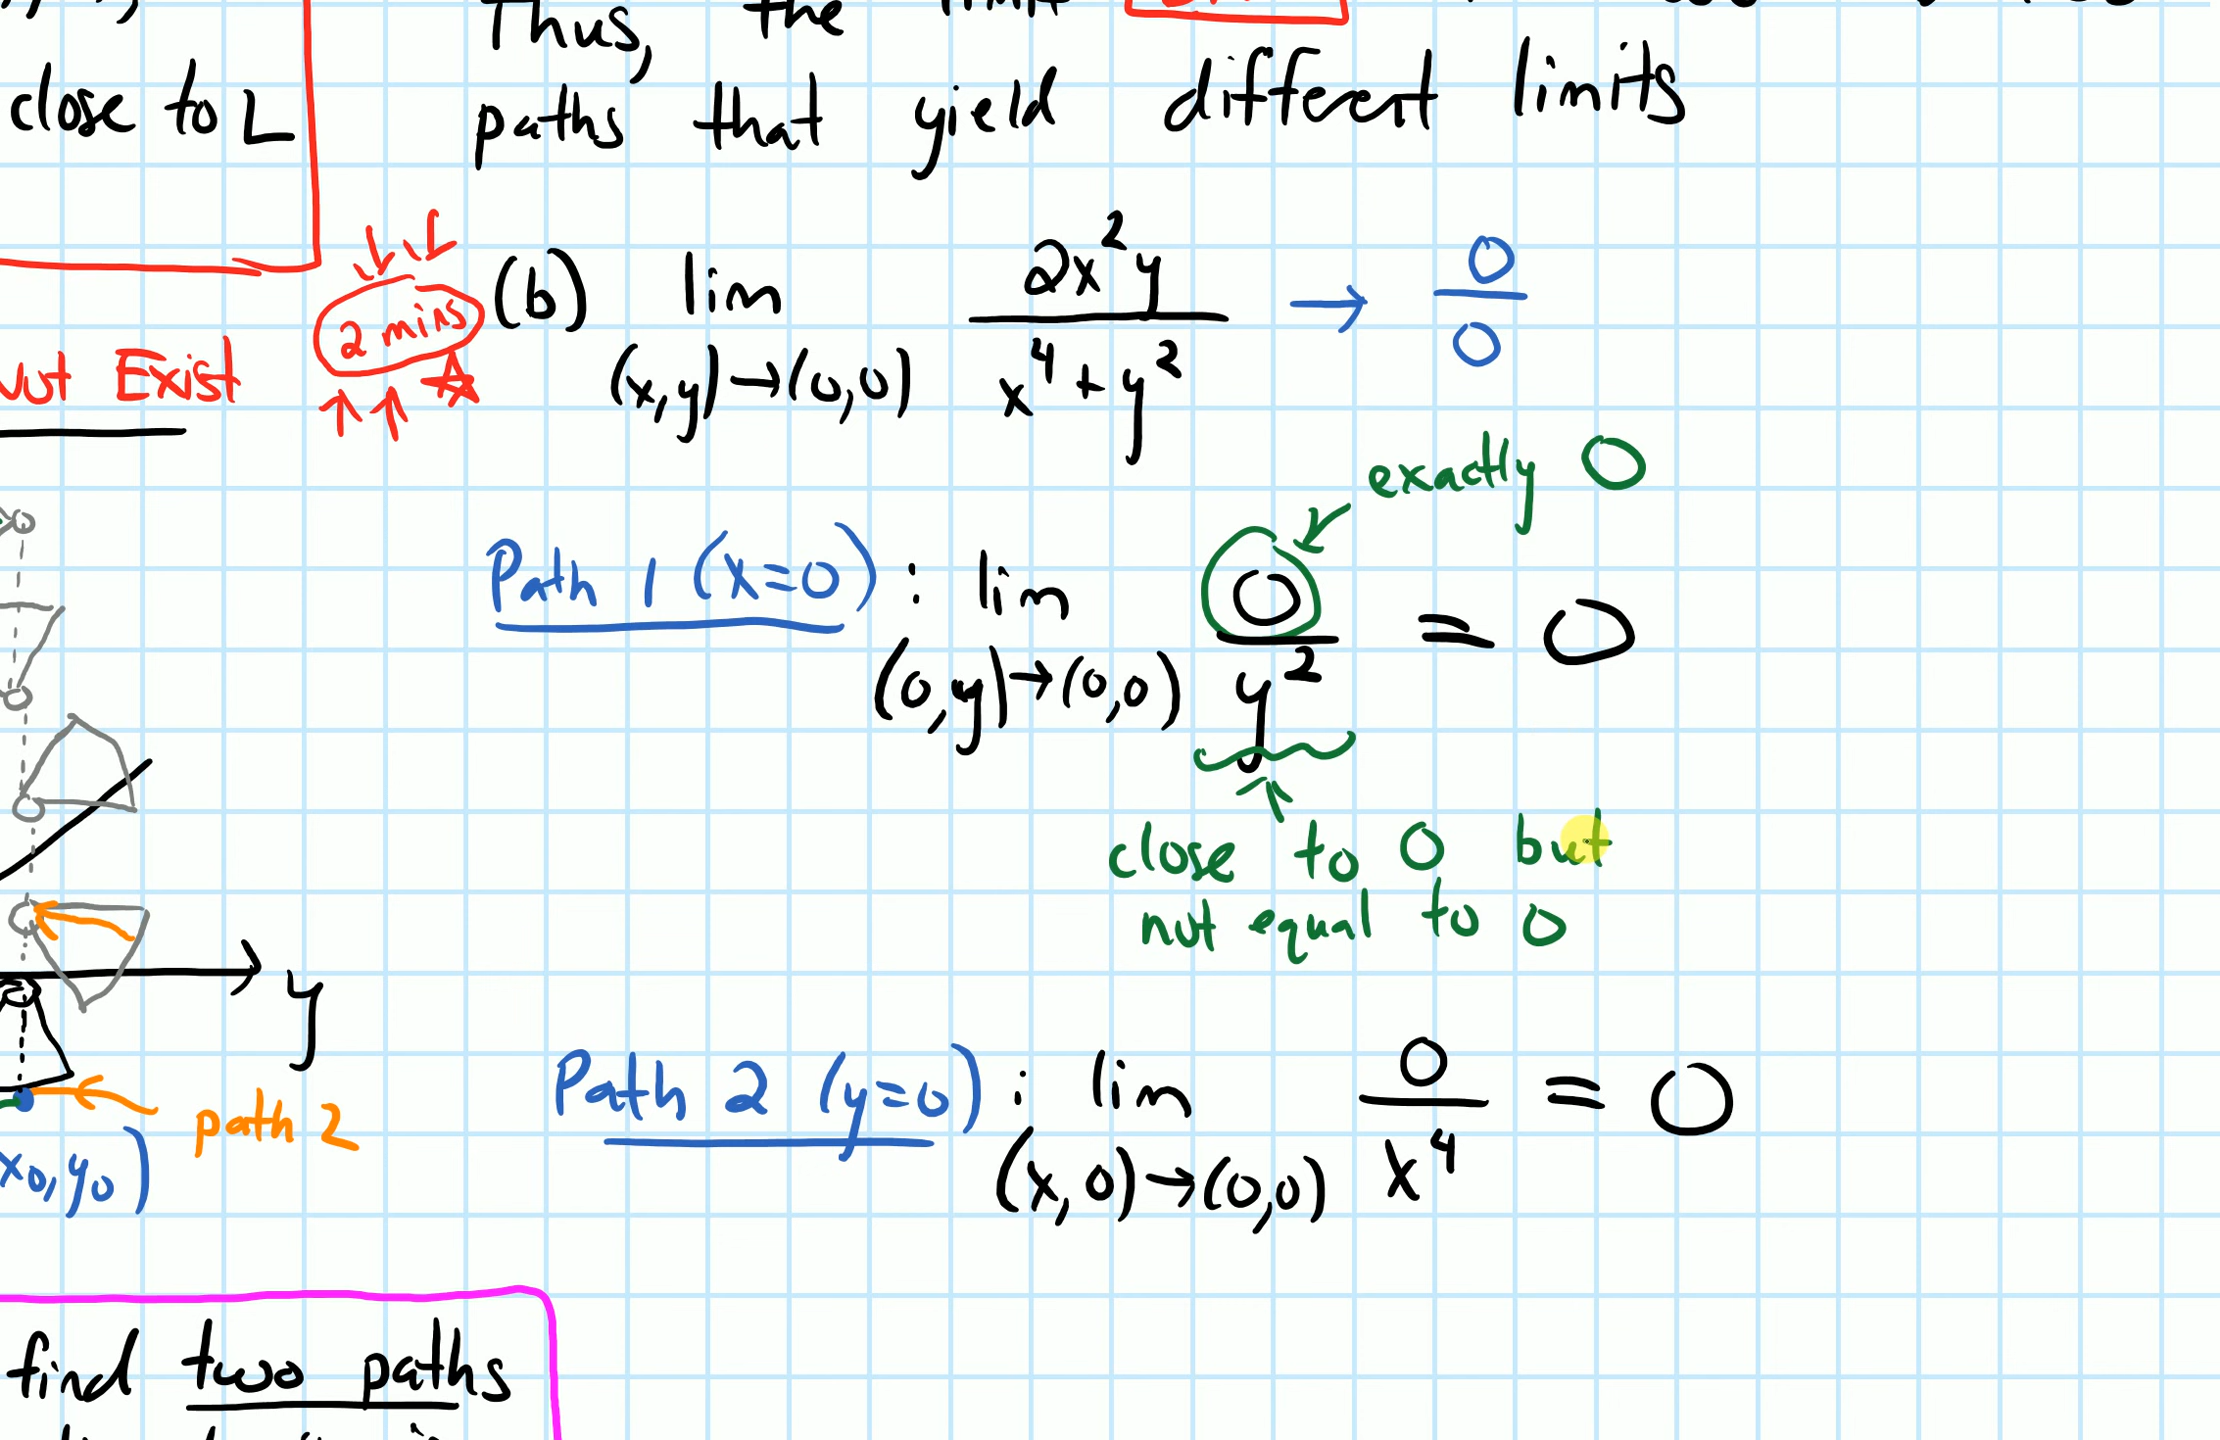 close to L
Not Exist
Thus, the limit
paths that yield different limits
2 mins
(b) lim (x,y)→(0,0) 2x²y / x⁴+y² → 0/0
exactly 0
Path 1 (x=0) : lim (0,y)→(0,0) 0/y² = 0
close to 0 but
not equal to 0
y
path 2
x₀,y₀)
Path 2 (y=0) : lim (x,0)→(0,0) 0/x⁴ = 0
find two paths